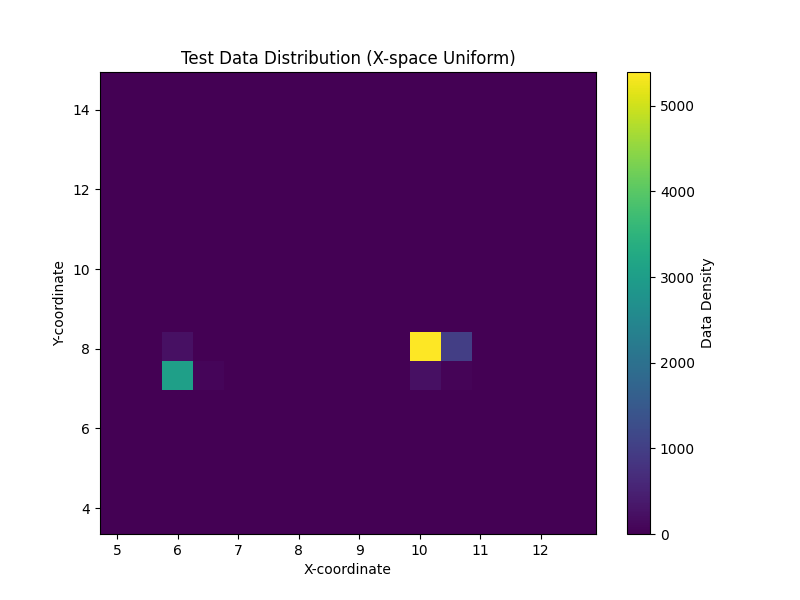 Test Data Distribution (X-space Uniform)
14
12
10
8
6
4
Y-coordinate
5 6 7 8 9 10 11 12
X-coordinate
5000
4000
3000
2000
1000
0
Data Density